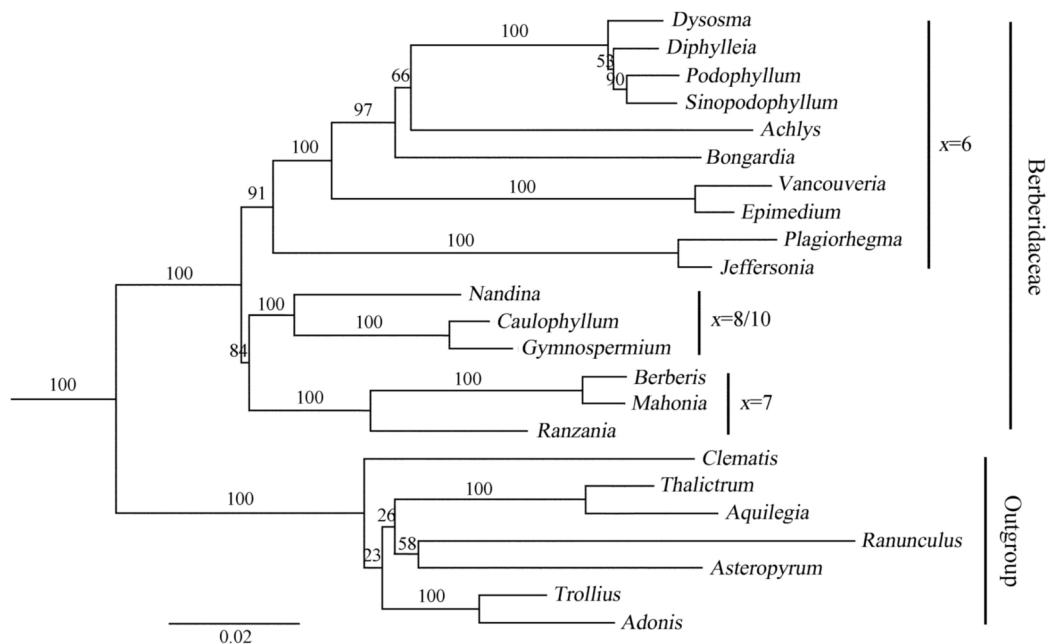 Dysosma
100
Diphylleia
53
Podophyllum
66
90
Sinopodophyllum
97
Achlys
x=6
100
Bongardia
100
Vancouveria
91
Epimedium
Berberidaceae
100
Plagiorhegma
100
Jeffersonia
Nandina
100
x=8/10
100
Caulophyllum
84
Gymnospermium
100
100
Berberis
100
Mahonia
x=7
Ranzania
Clematis
100
100
Thalictrum
26
Aquilegia
58
Ranunculus
23
Asteropyrum
Outgroup
100
Trollius
Adonis
0.02